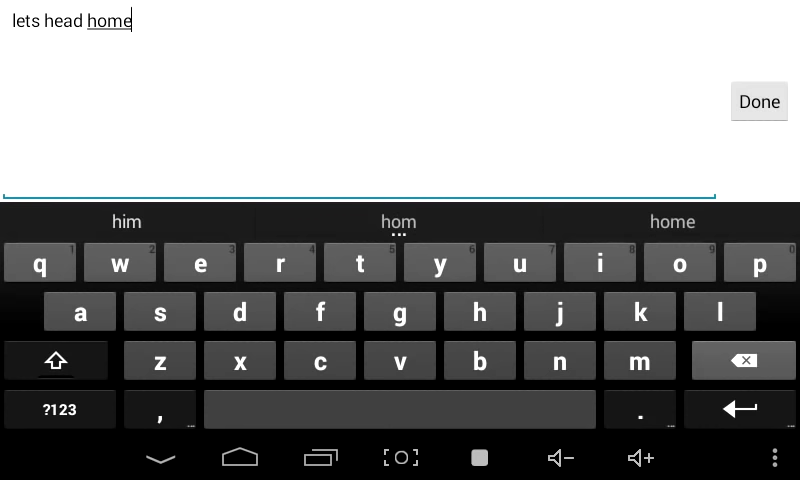 lets head home
Done
him hom home
1 2 3 4 5 6 7 8 9 0
q w e r t y u i o p
a s d f g h j k l
z x c v b n m
?123 , .